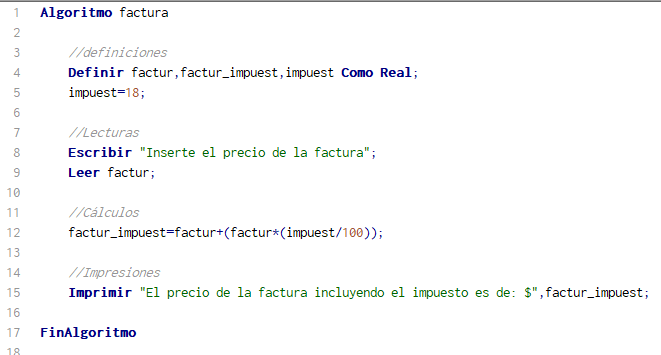 1 Algoritmo factura
2
3 //definiciones
4 Definir factur,factur_impuest,impuest Como Real;
5 impuest=18;
6
7 //Lecturas
8 Escribir "Inserte el precio de la factura";
9 Leer factur;
10
11 //Cálculos
12 factur_impuest=factur+(factur*(impuest/100));
13
14 //Impresiones
15 Imprimir "El precio de la factura incluyendo el impuesto es de: $",factur_impuest;
16
17 FinAlgoritmo
18